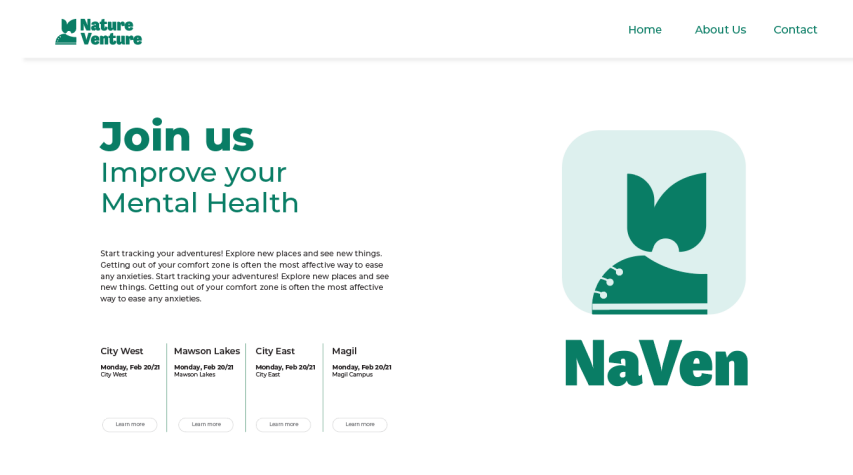 Nature
Venture
Home
About Us
Contact
Join us
Improve your
Mental Health
Start tracking your adventures! Explore new places and see new things.
Getting out of your comfort zone is often the most affective way to ease
any anxieties. Start tracking your adventures! Explore new places and see
new things. Getting out of your comfort zone is often the most affective
way to ease any anxieties.
City West
Monday, Feb 20/21
City West
Learn more
Mawson Lakes
Monday, Feb 20/21
Mawson Lakes
Learn more
City East
Monday, Feb 20/21
City East
Learn more
Magil
Monday, Feb 20/21
Magil Campus
Learn more
NaVen